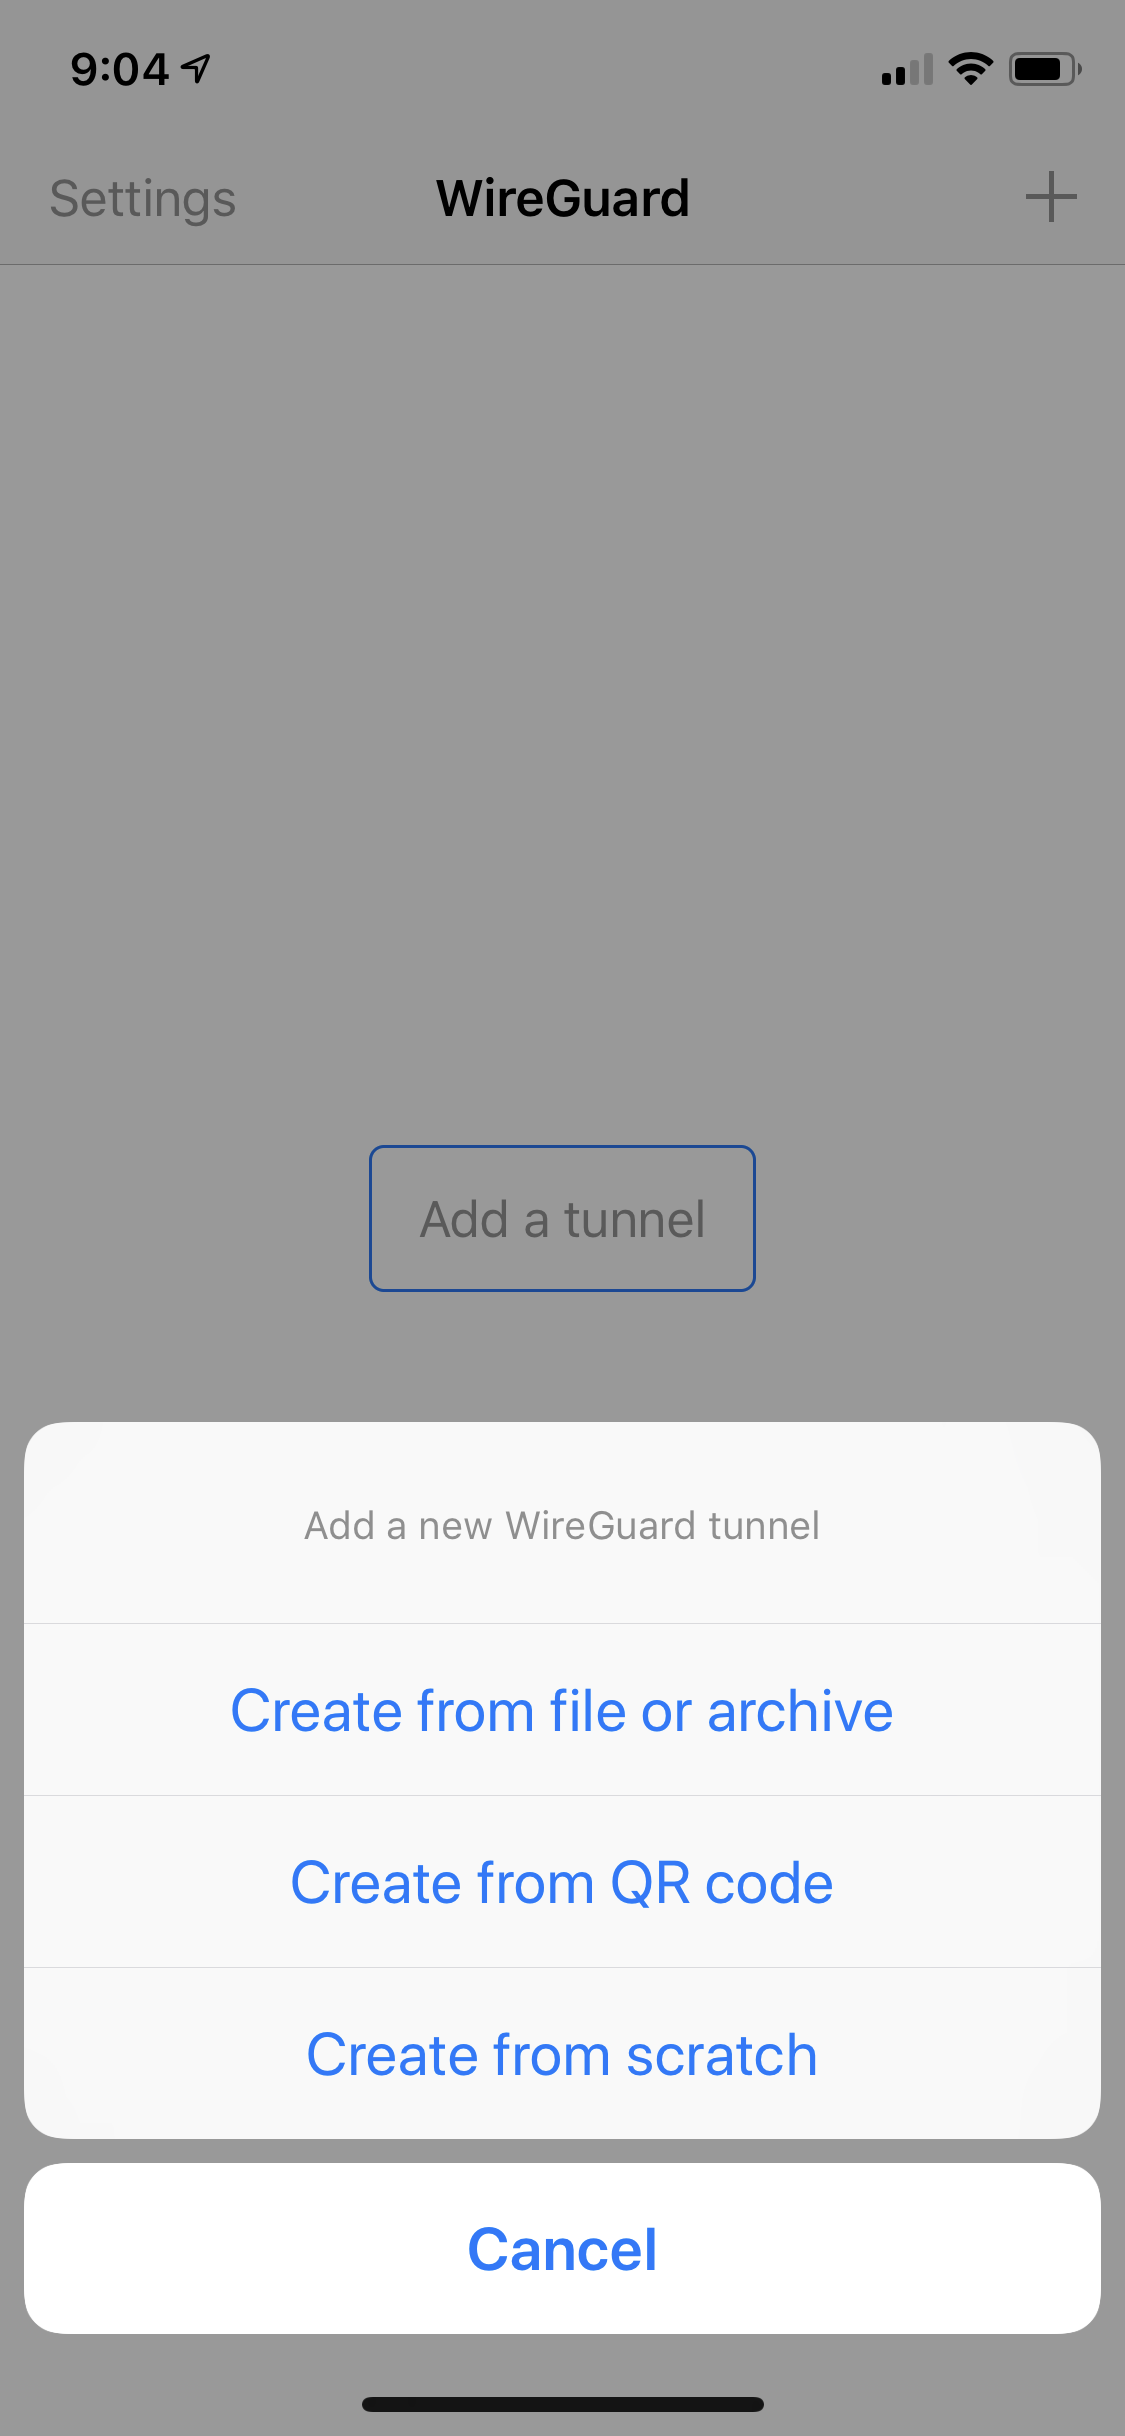 9:04
Settings
WireGuard
Add a tunnel
Add a new WireGuard tunnel
Create from file or archive
Create from QR code
Create from scratch
Cancel